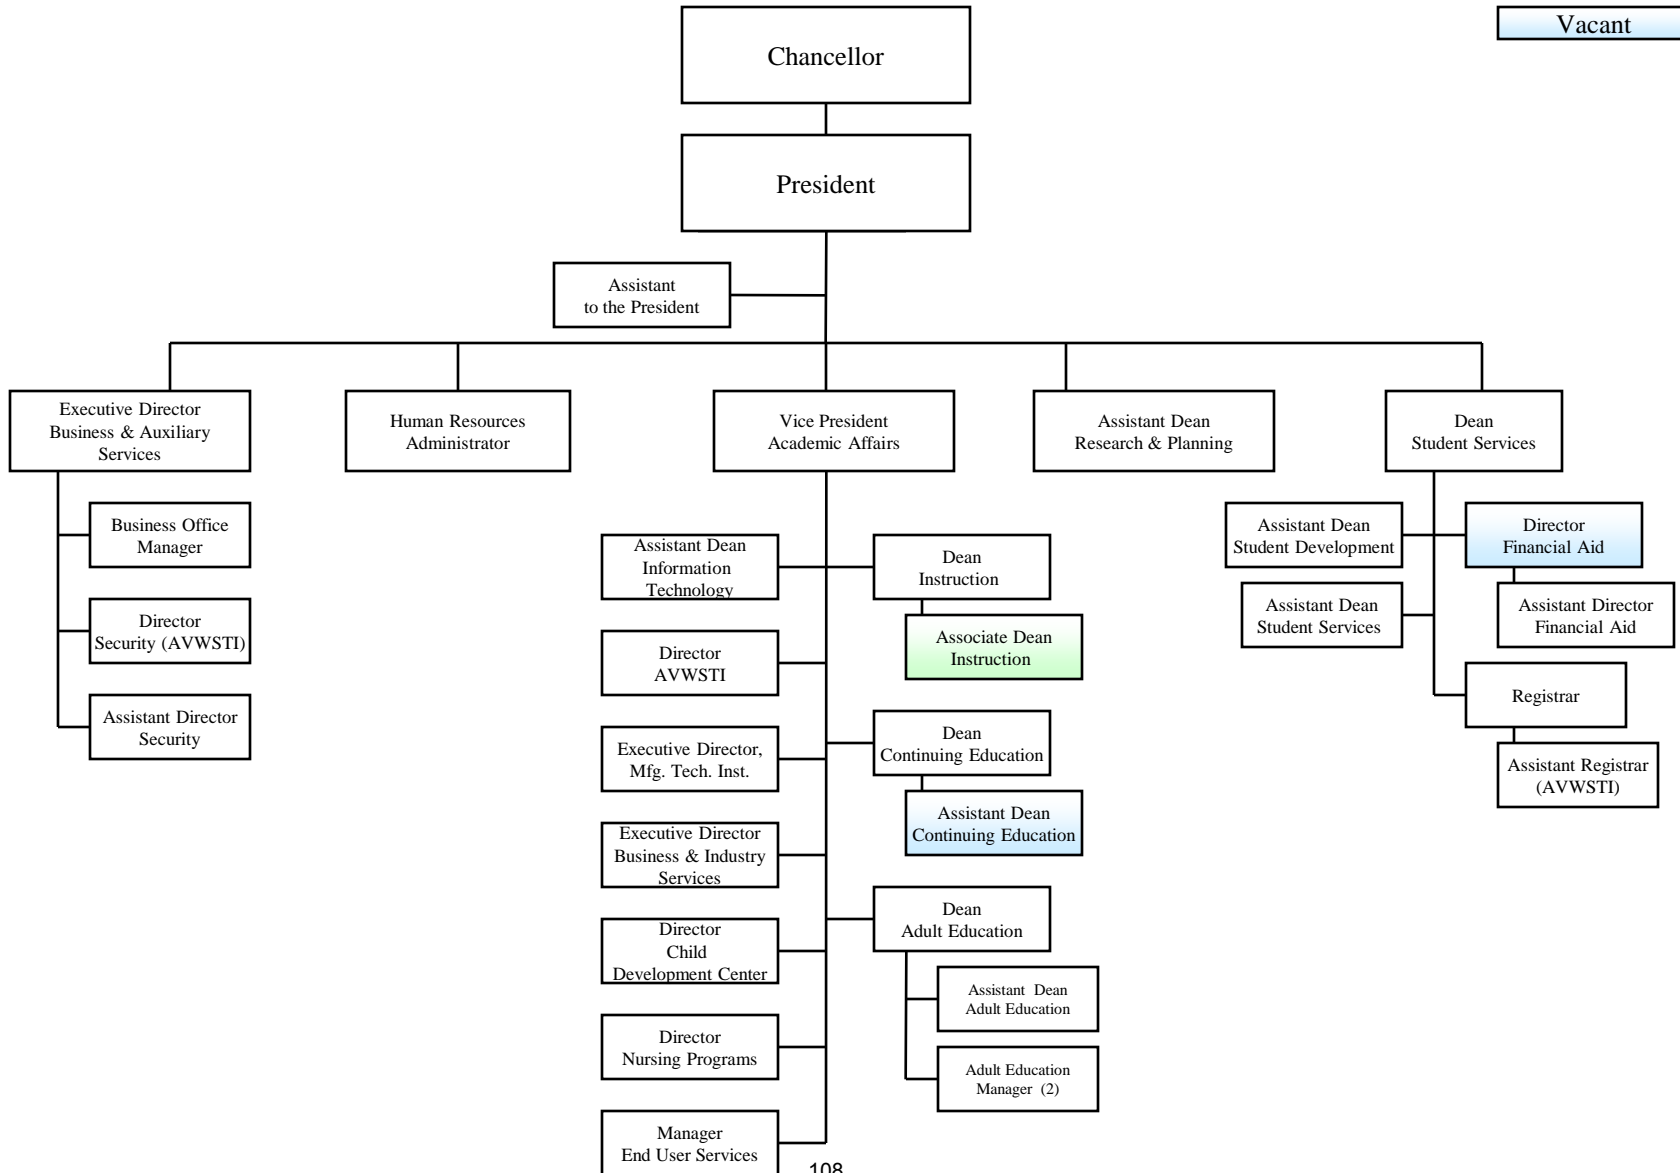 Vacant
Chancellor
President
Assistant
to the President
Executive Director
Business & Auxiliary
Services
Human Resources
Administrator
Vice President
Academic Affairs
Assistant Dean
Research & Planning
Dean
Student Services
Business Office
Manager
Director
Security (AVWSTI)
Assistant Director
Security
Assistant Dean
Information
Technology
Director
AVWSTI
Executive Director,
Mfg. Tech. Inst.
Executive Director
Business & Industry
Services
Director
Child
Development Center
Director
Nursing Programs
Manager
End User Services
Dean
Instruction
Associate Dean
Instruction
Dean
Continuing Education
Assistant Dean
Continuing Education
Dean
Adult Education
Assistant Dean
Adult Education
Adult Education
Manager (2)
Assistant Dean
Student Development
Assistant Dean
Student Services
Director
Financial Aid
Assistant Director
Financial Aid
Registrar
Assistant Registrar
(AVWSTI)
108